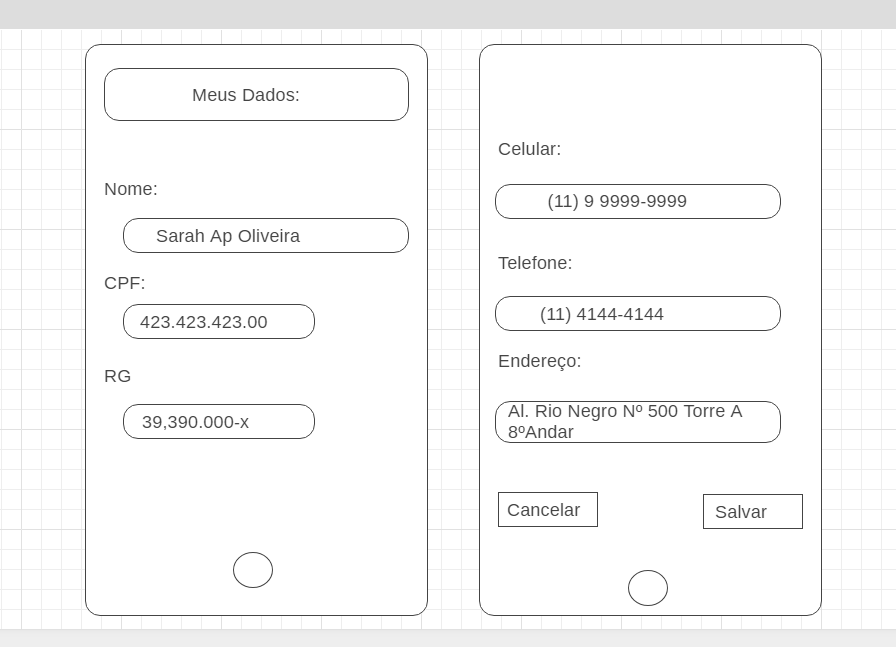 Meus Dados:
Nome:
Sarah Ap Oliveira
CPF:
423.423.423.00
RG
39,390.000-x
Celular:
(11) 9 9999-9999
Telefone:
(11) 4144-4144
Endereço:
Al. Rio Negro Nº 500 Torre A
8ºAndar
Cancelar
Salvar